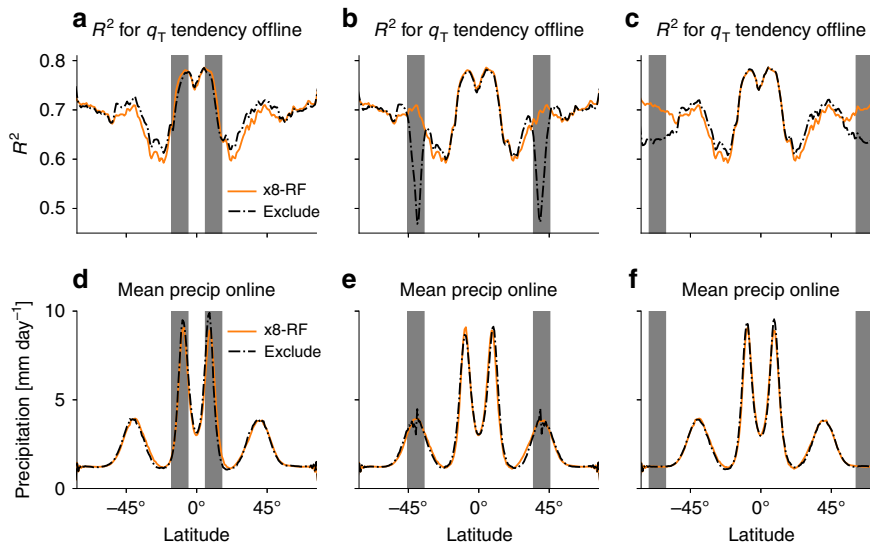 a
R² for qT tendency offline
b
R² for qT tendency offline
c
R² for qT tendency offline
R²
0.8
0.7
0.6
0.5
x8-RF
Exclude
d
Mean precip online
e
Mean precip online
f
Mean precip online
Precipitation [mm day⁻¹]
10
5
0
x8-RF
Exclude
−45° 0° 45°
−45° 0° 45°
−45° 0° 45°
Latitude
Latitude
Latitude